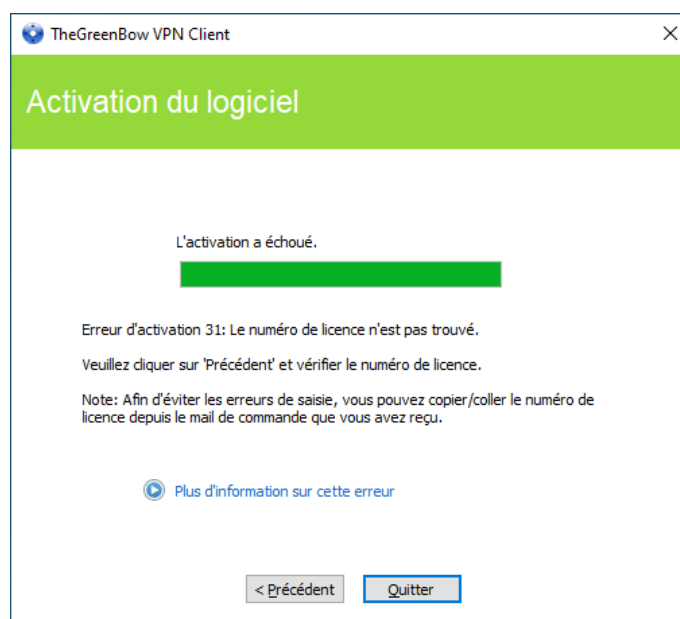 TheGreenBow VPN Client
Activation du logiciel
L'activation a échoué.
Erreur d'activation 31: Le numéro de licence n'est pas trouvé.
Veuillez cliquer sur 'Précédent' et vérifier le numéro de licence.
Note: Afin d'éviter les erreurs de saisie, vous pouvez copier/coller le numéro de
licence depuis le mail de commande que vous avez reçu.
Plus d'information sur cette erreur
< Précédent
Quitter